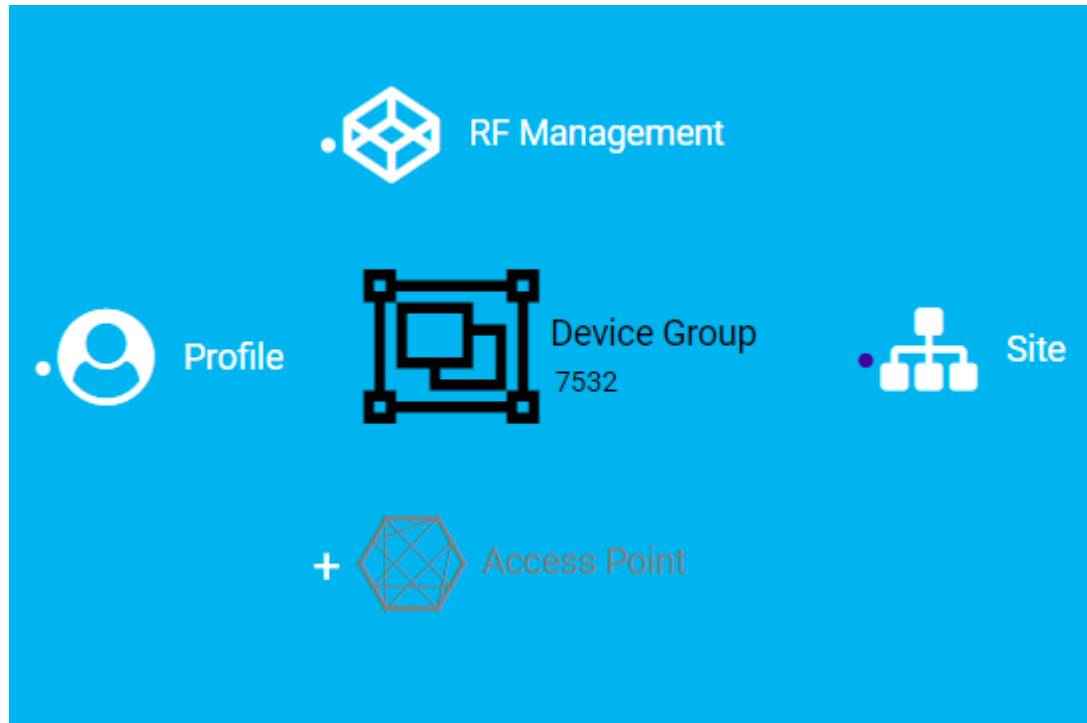 RF Management
Profile
Device Group
7532
Site
+ Access Point